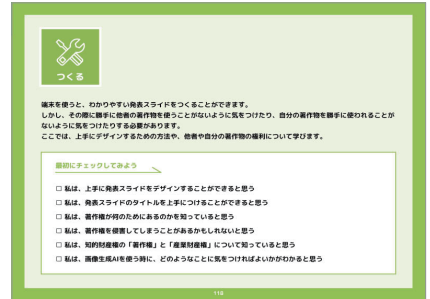 つくる
端末を使うと、わかりやすい発表スライドをつくることができます。
しかし、その際に勝手に他者の著作物を使うことがないように気をつけたり、自分の著作物を勝手に使われることが
ないように気をつけたりする必要があります。
ここでは、上手にデザインするための方法や、他者や自分の著作物の権利について学びます。
最初にチェックしてみよう
□ 私は、上手に発表スライドをデザインすることができると思う
□ 私は、発表スライドのタイトルを上手につけることができると思う
□ 私は、著作権が何のためにあるのかを知っていると思う
□ 私は、著作権を侵害してしまうことがあるかもしれないと思う
□ 私は、知的財産権の「著作権」と「産業財産権」について知っていると思う
□ 私は、画像生成AIを使う時に、どのようなことに気をつければよいかがわかると思う
118